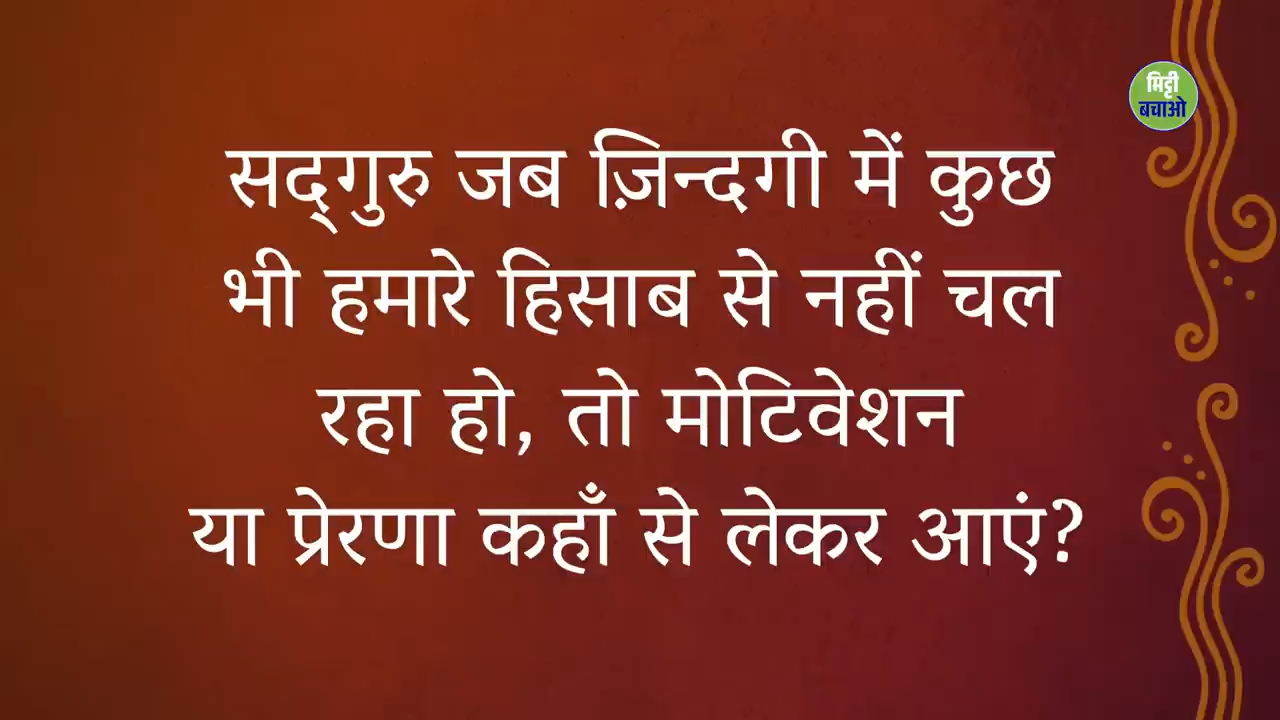 मिट्टी
बचाओ
सद्‌गुरु जब ज़िन्दगी में कुछ
भी हमारे हिसाब से नहीं चल
रहा हो, तो मोटिवेशन
या प्रेरणा कहाँ से लेकर आएं?